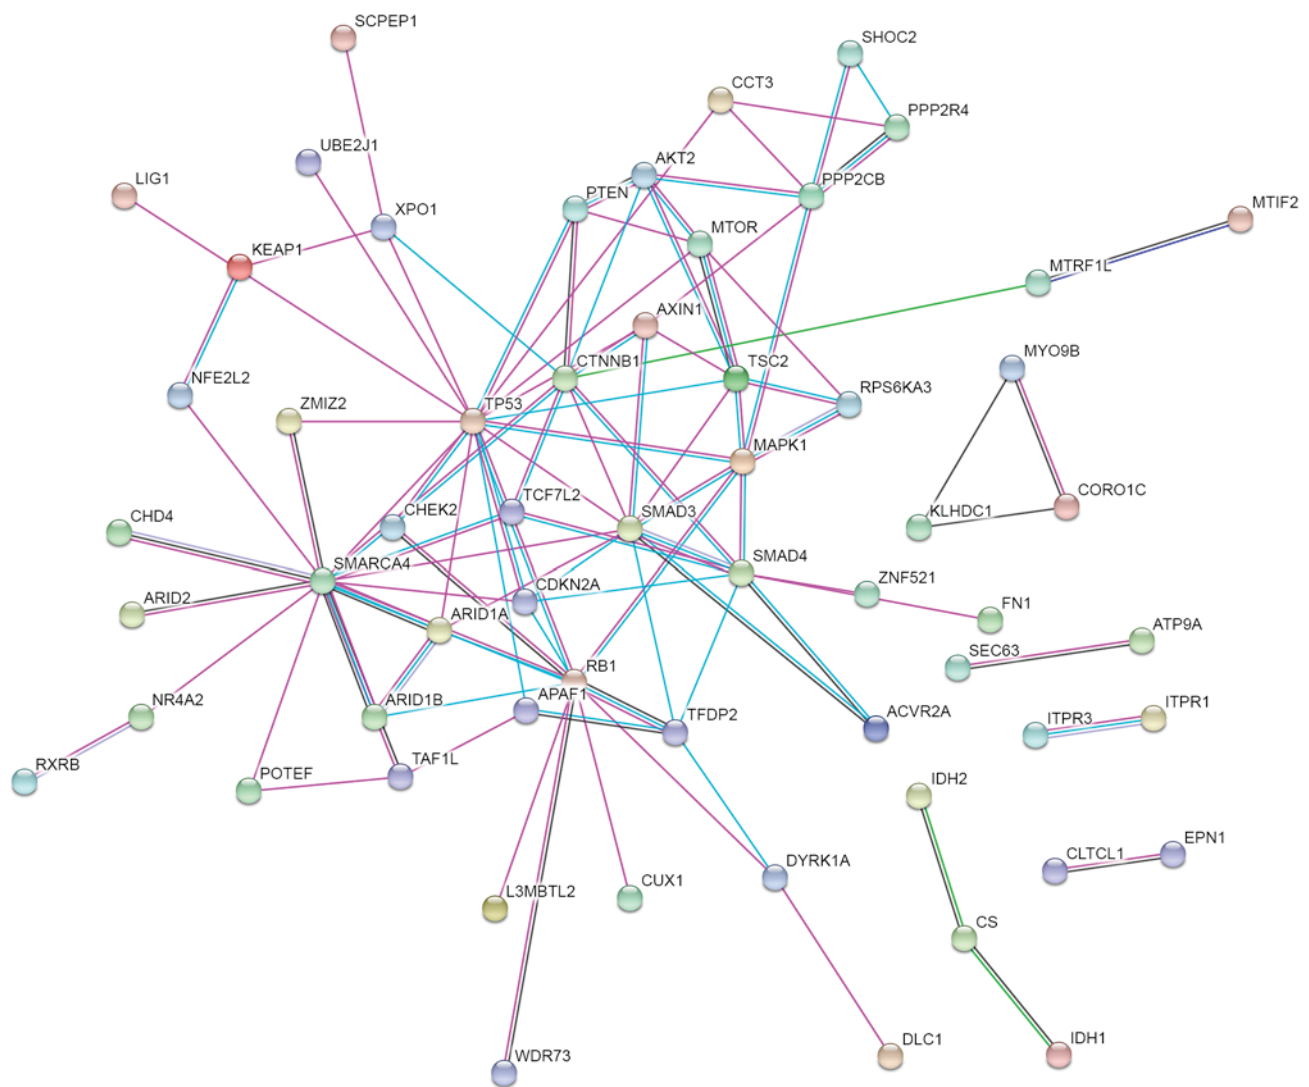 SCPEP1
SHOC2
CCT3
PPP2R4
UBE2J1
AKT2
LIG1
PTEN
PPP2CB
XPO1
MTIF2
MTOR
KEAP1
MTRF1L
AXIN1
MYO9B
CTNNB1
TSC2
NFE2L2
RPS6KA3
ZMIZ2
TP53
MAPK1
CORO1C
TCF7L2
CHEK2
KLHDC1
CHD4
SMAD3
SMAD4
SMARCA4
ZNF521
CDKN2A
ARID2
FN1
ARID1A
ATP9A
SEC63
RB1
NR4A2
ARID1B
APAF1
ITPR1
ACVR2A
ITPR3
TFDP2
TAF1L
RXRB
POTEF
IDH2
EPN1
DYRK1A
CLTCL1
CUX1
L3MBTL2
CS
DLC1
IDH1
WDR73